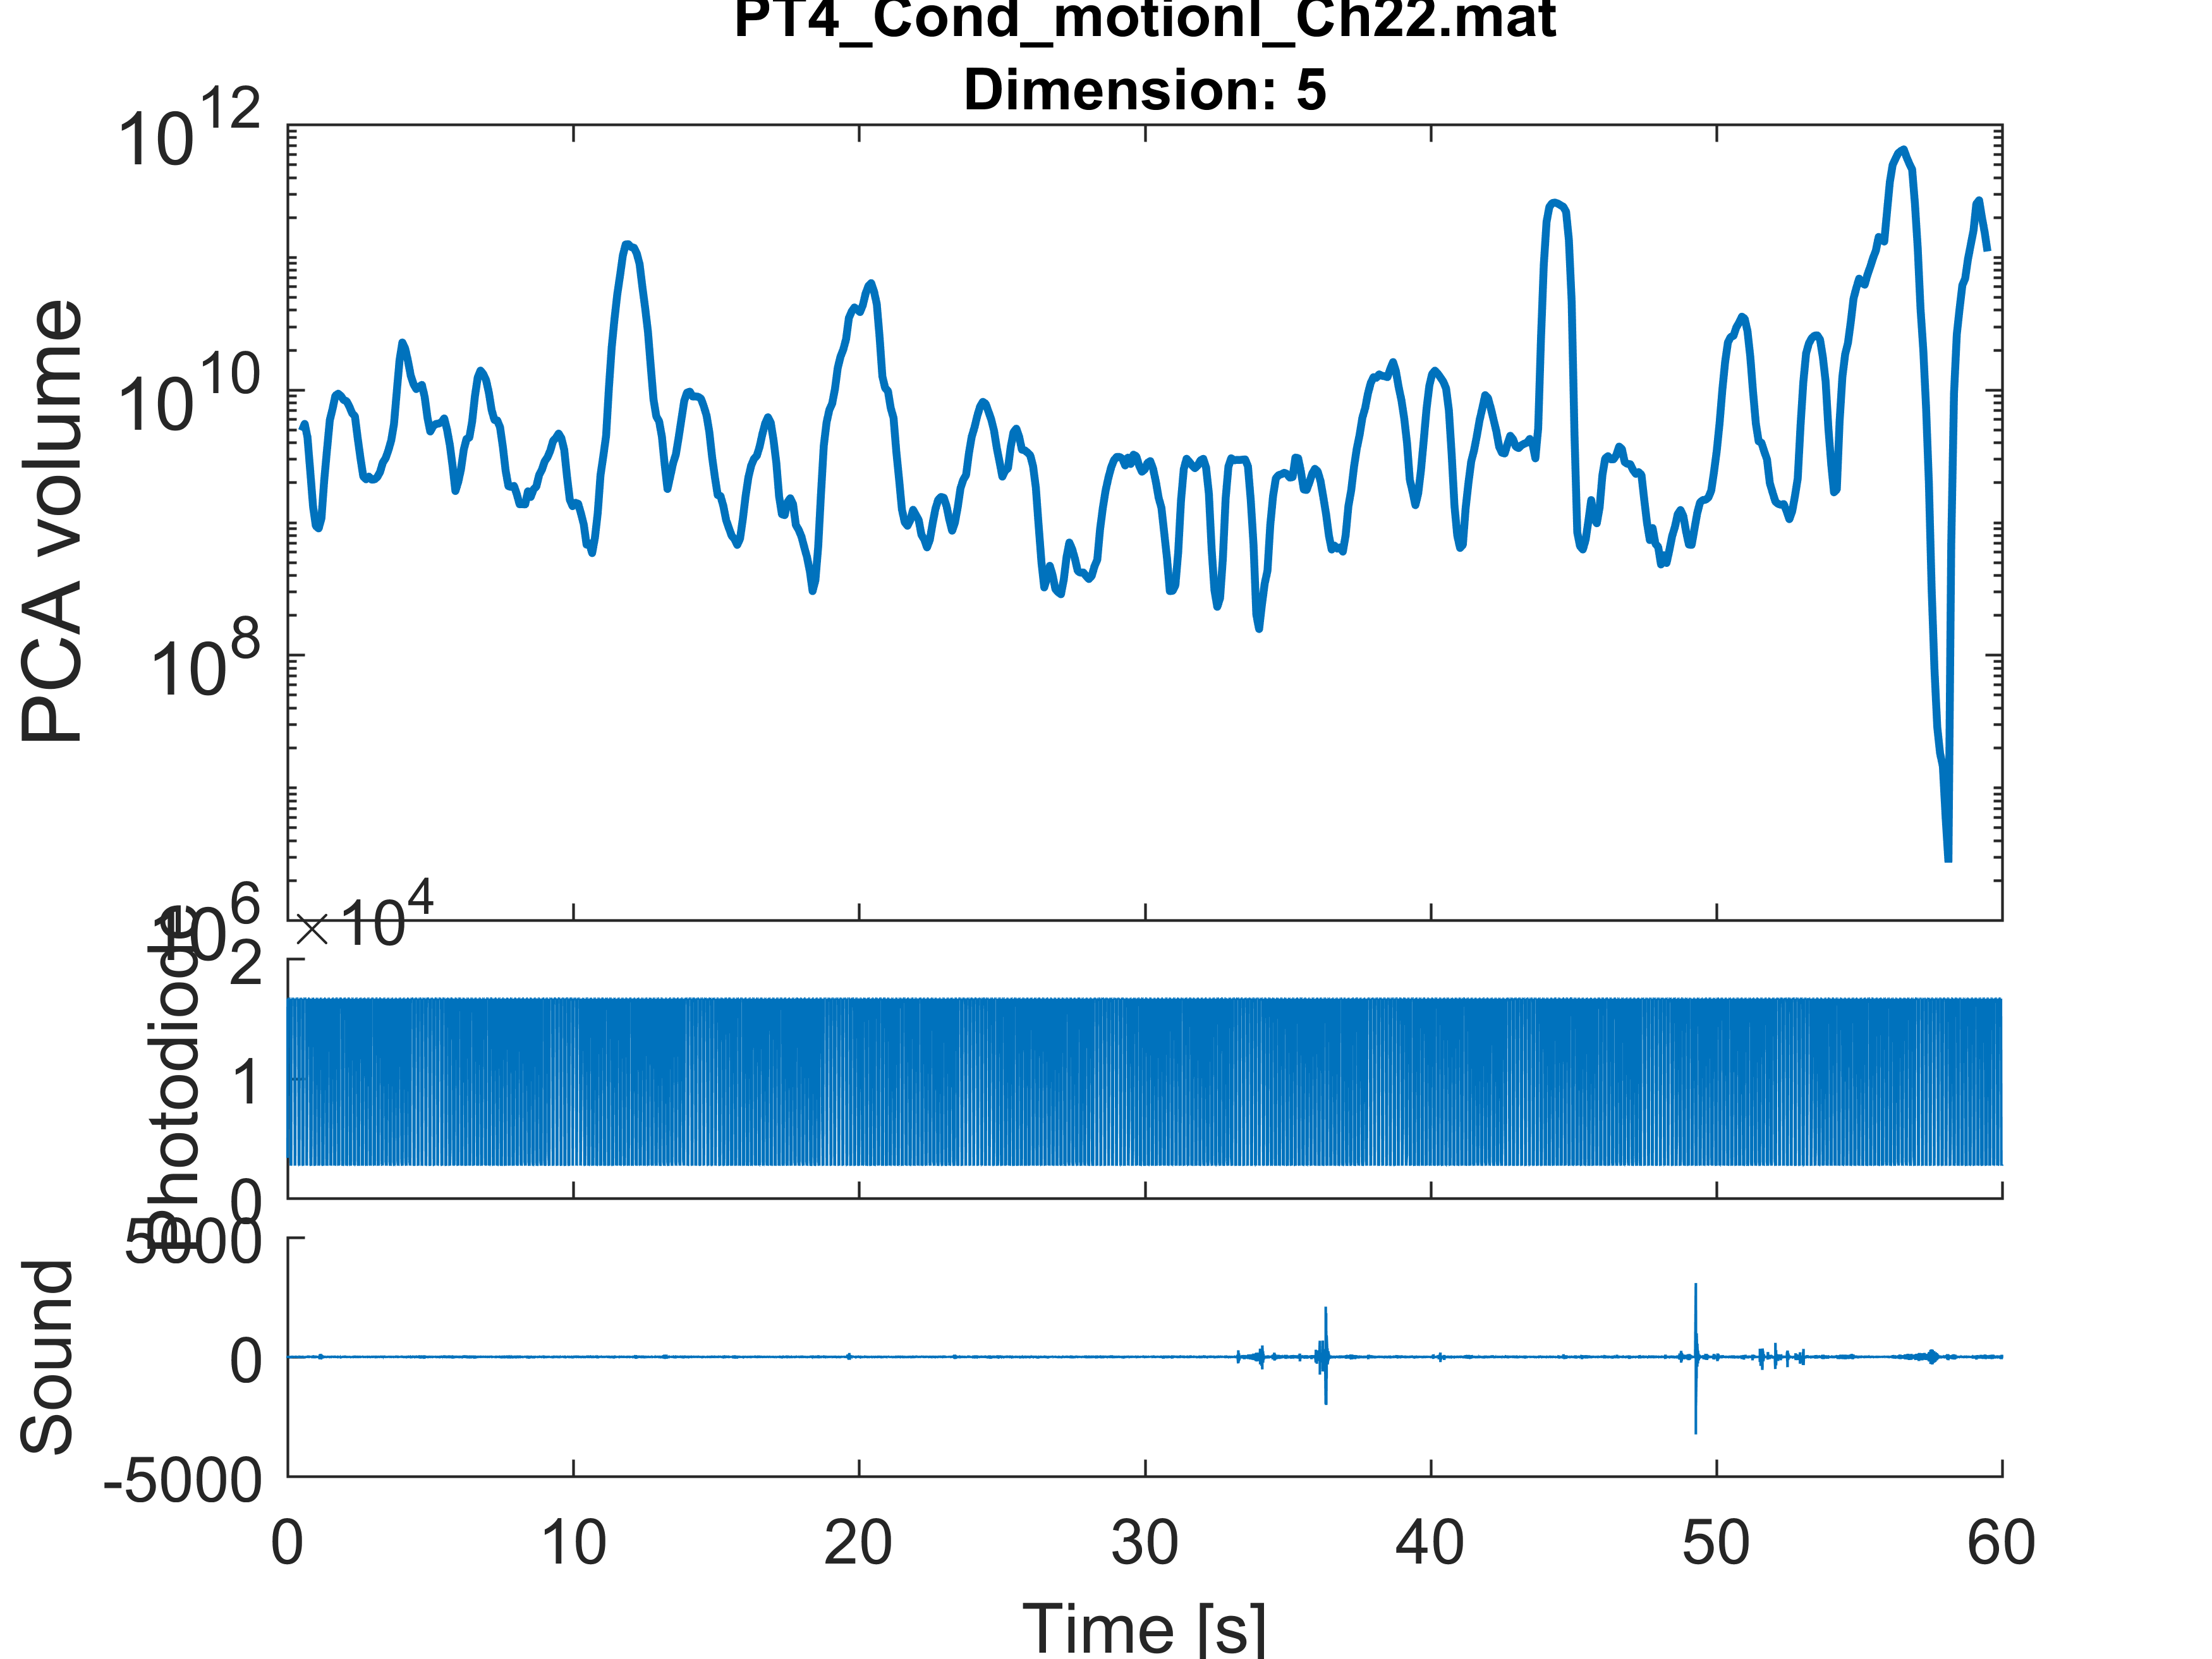 PT4_Cond_motionI_Ch22.mat
Dimension: 5
10^12
10^10
10^8
10^6
PCA volume
×10^4
2
1
0
Photodiode
5000
0
-5000
Sound
0 10 20 30 40 50 60
Time [s]